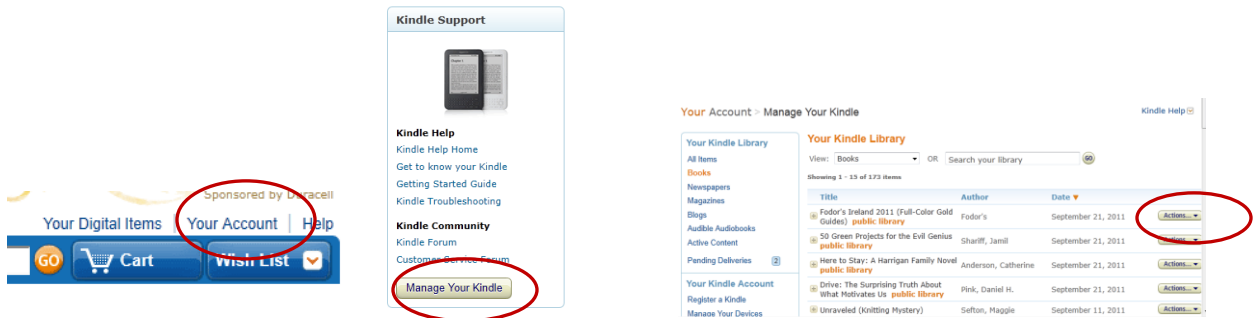 Sponsored by Duracell
Your Digital Items | Your Account | Help
GO Cart Wish List
Kindle Support
Kindle Help
Kindle Help Home
Get to know your Kindle
Getting Started Guide
Kindle Troubleshooting
Kindle Community
Kindle Forum
Customer Service Forum
Manage Your Kindle
Your Account > Manage Your Kindle
Kindle Help
Your Kindle Library
All Items
Books
Newspapers
Magazines
Blogs
Audible Audiobooks
Active Content
Pending Deliveries 2
Your Kindle Account
Register a Kindle
Manage Your Devices
Your Kindle Library
View: Books OR Search your library GO
Showing 1 - 15 of 173 items
Title Author Date
Fodor's Ireland 2011 (Full-Color Gold Fodor's September 21, 2011 Actions...
Guides) public library
50 Green Projects for the Evil Genius Shariff, Jamil September 21, 2011 Actions...
public library
Here to Stay: A Harrigan Family Novel Anderson, Catherine September 21, 2011 Actions...
public library
Drive: The Surprising Truth About Pink, Daniel H. September 21, 2011 Actions...
What Motivates Us public library
Unraveled (Knitting Mystery) Sefton, Maggie September 11, 2011 Actions...